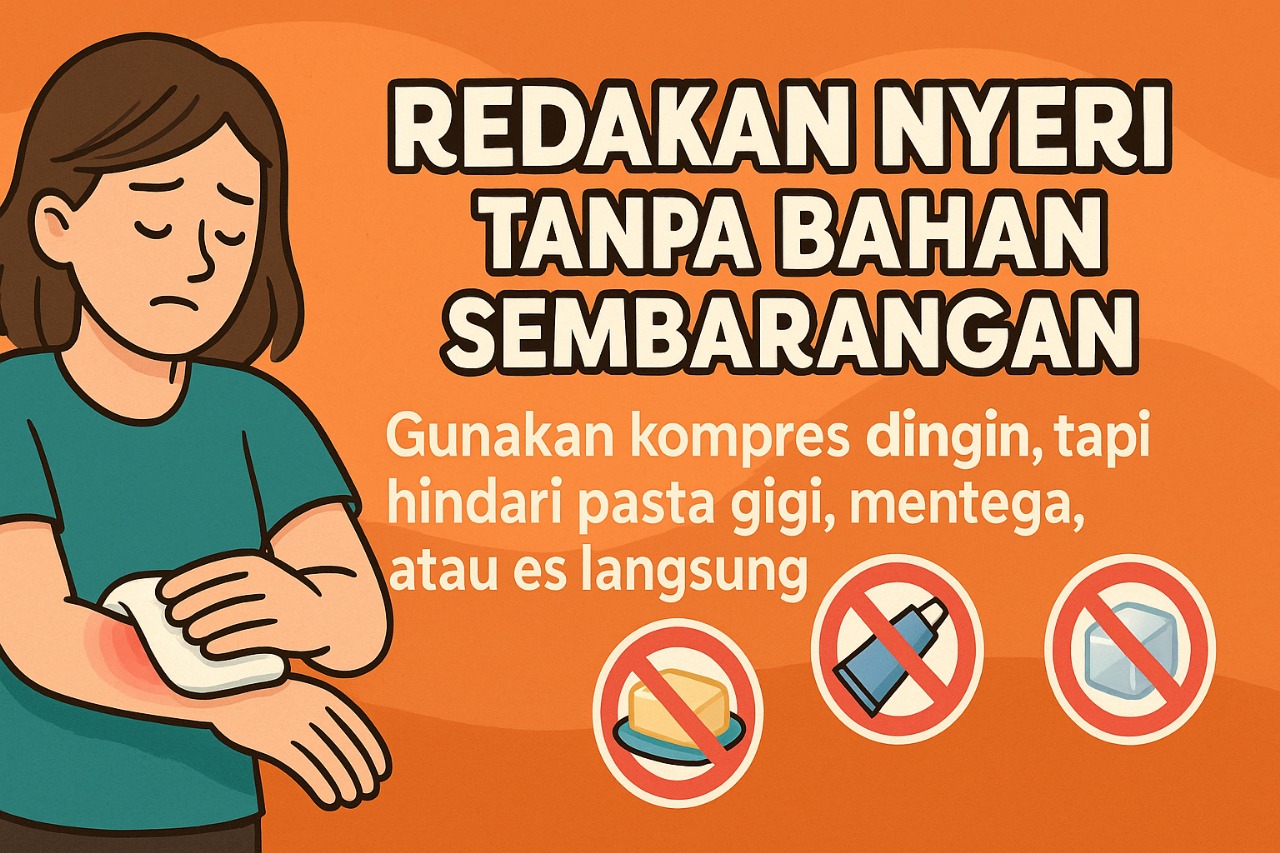 REDAKAN NYERI
TANPA BAHAN
SEMBARANGAN
Gunakan kompres dingin, tapi
hindari pasta gigi, mentega,
atau es langsung